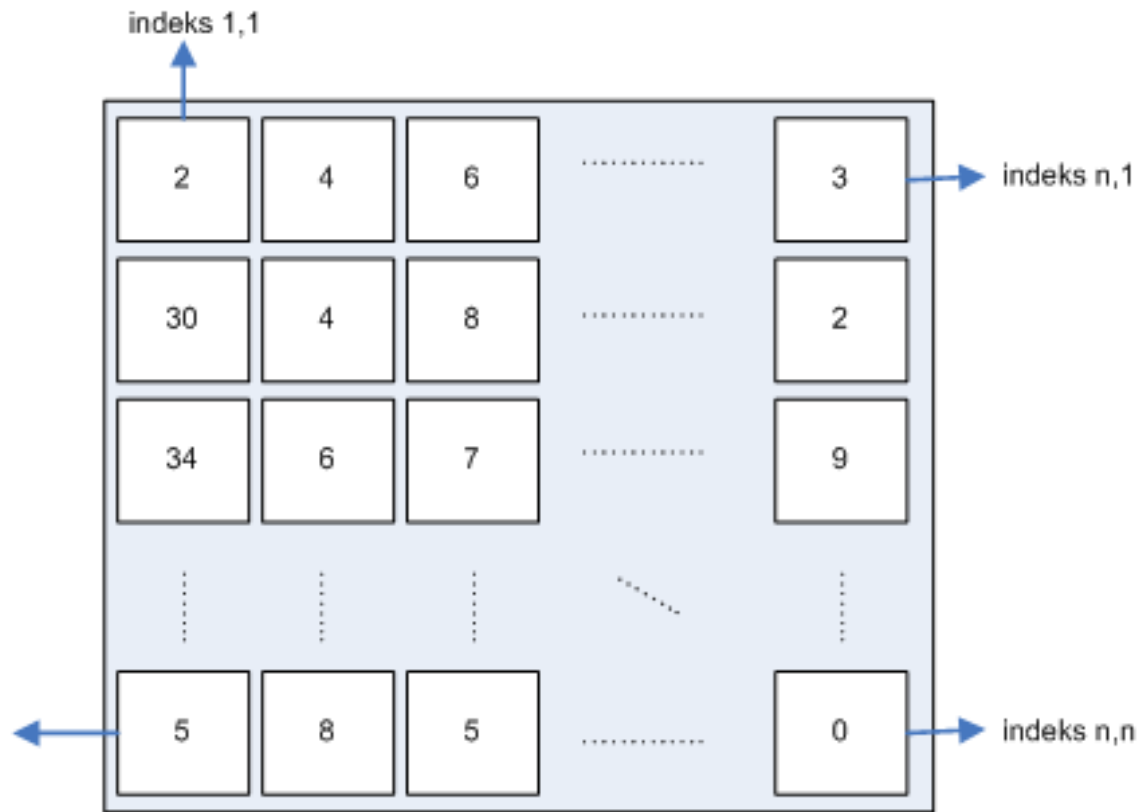 indeks 1,1
2 4 6 ............. 3 indeks n,1
30 4 8 ............. 2
34 6 7 ............. 9
5 8 5 ............. 0 indeks n,n